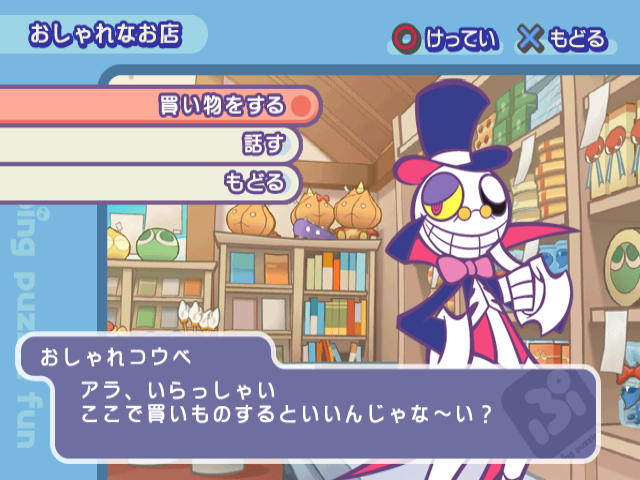 おしゃれなお店
けってい
もどる
買い物をする
話す
もどる
おしゃれコウベ
アラ、いらっしゃい
ここで買いものするといいんじゃな～い？
ping puzz
fun
ぷ